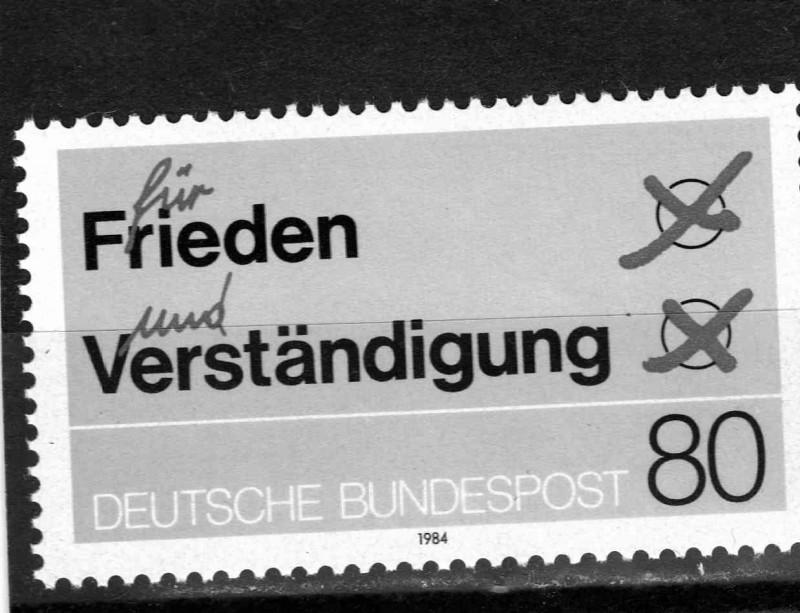 für
Frieden
und
Verständigung
DEUTSCHE BUNDESPOST 80
1984